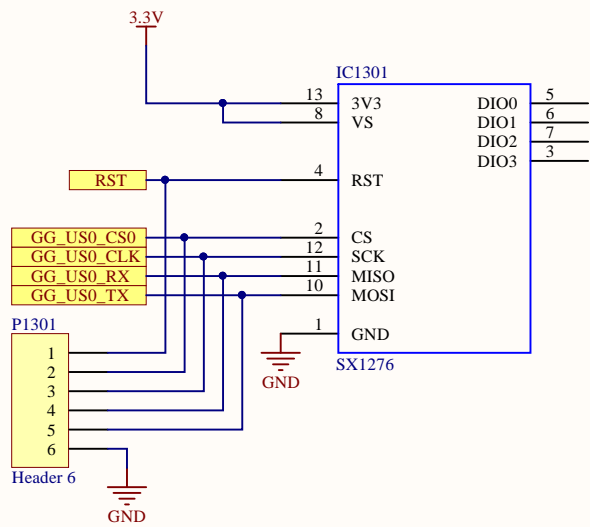 3.3V
IC1301
13 3V3 DIO0 5
8 VS DIO1 6
DIO2 7
DIO3 3
RST 4 RST
GG_US0_CS0 2 CS
GG_US0_CLK 12 SCK
GG_US0_RX 11 MISO
GG_US0_TX 10 MOSI
P1301 1 GND
GND SX1276
1
2
3
4
5
6
Header 6
GND